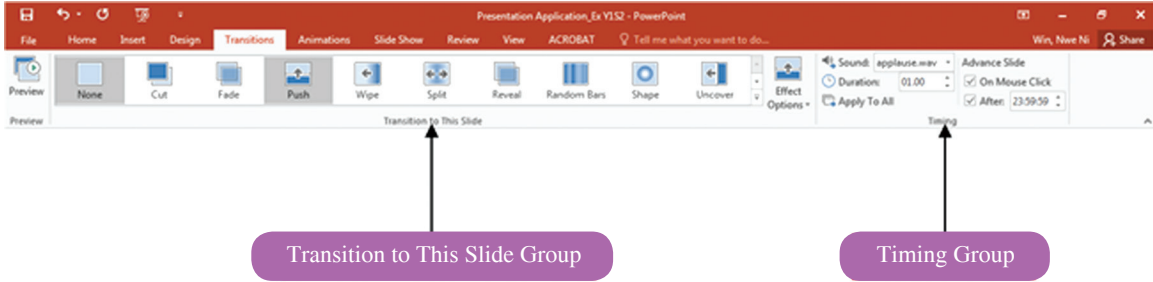 Presentation Application_Ex Y1S2 - PowerPoint
File Home Insert Design Transitions Animations Slide Show Review View ACROBAT Tell me what you want to do... Win, Nwe Ni Share
Preview None Cut Fade Push Wipe Split Reveal Random Bars Shape Uncover Effect Options
Sound: applause.wav Advance Slide
Duration: 01.00 On Mouse Click
Apply To All After: 23:59:59
Preview Transition to This Slide Timing
Transition to This Slide Group Timing Group